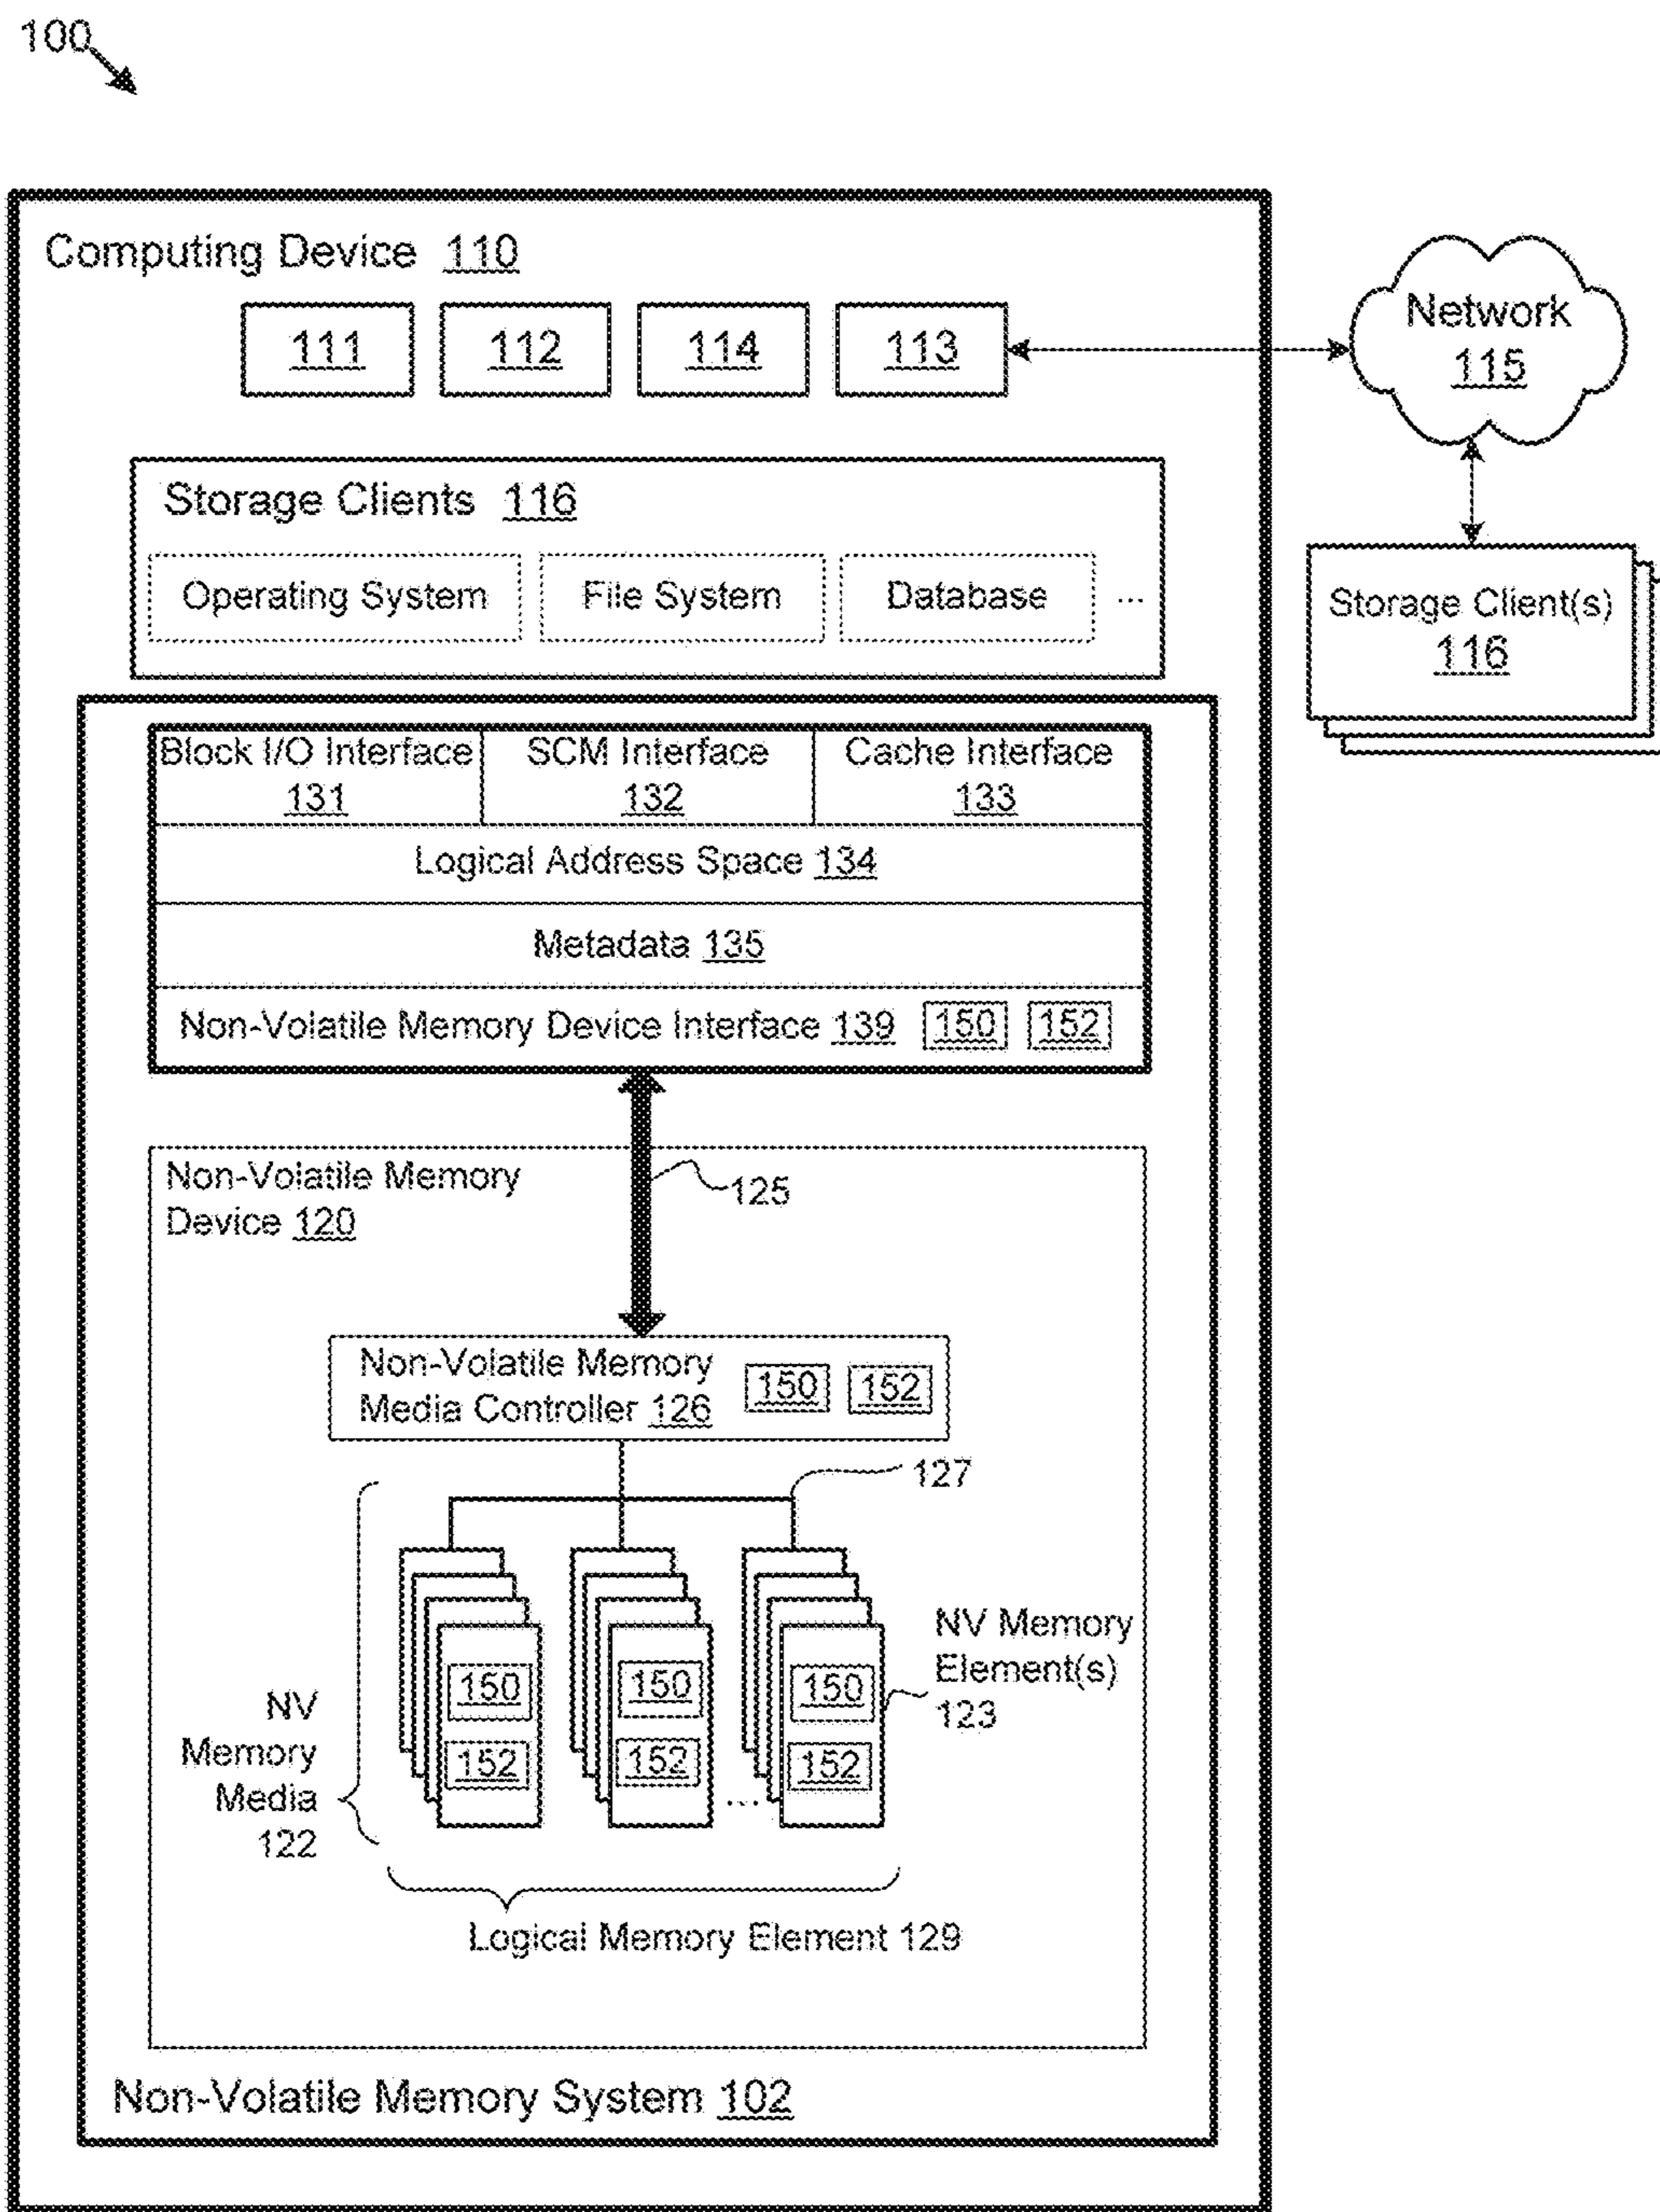 100
Computing Device 110
111
112
114
113
Network
115
Storage Clients 116
Operating System
File System
Database
...
Storage Client(s)
116
Block I/O Interface
131
SCM Interface
132
Cache Interface
133
Logical Address Space 134
Metadata 135
Non-Volatile Memory Device Interface 139
150
152
Non-Volatile Memory
Device 120
125
Non-Volatile Memory
Media Controller 126
150
152
127
NV
Memory
Media
122
150
152
150
152
...
150
152
NV Memory
Element(s)
123
Logical Memory Element 129
Non-Volatile Memory System 102